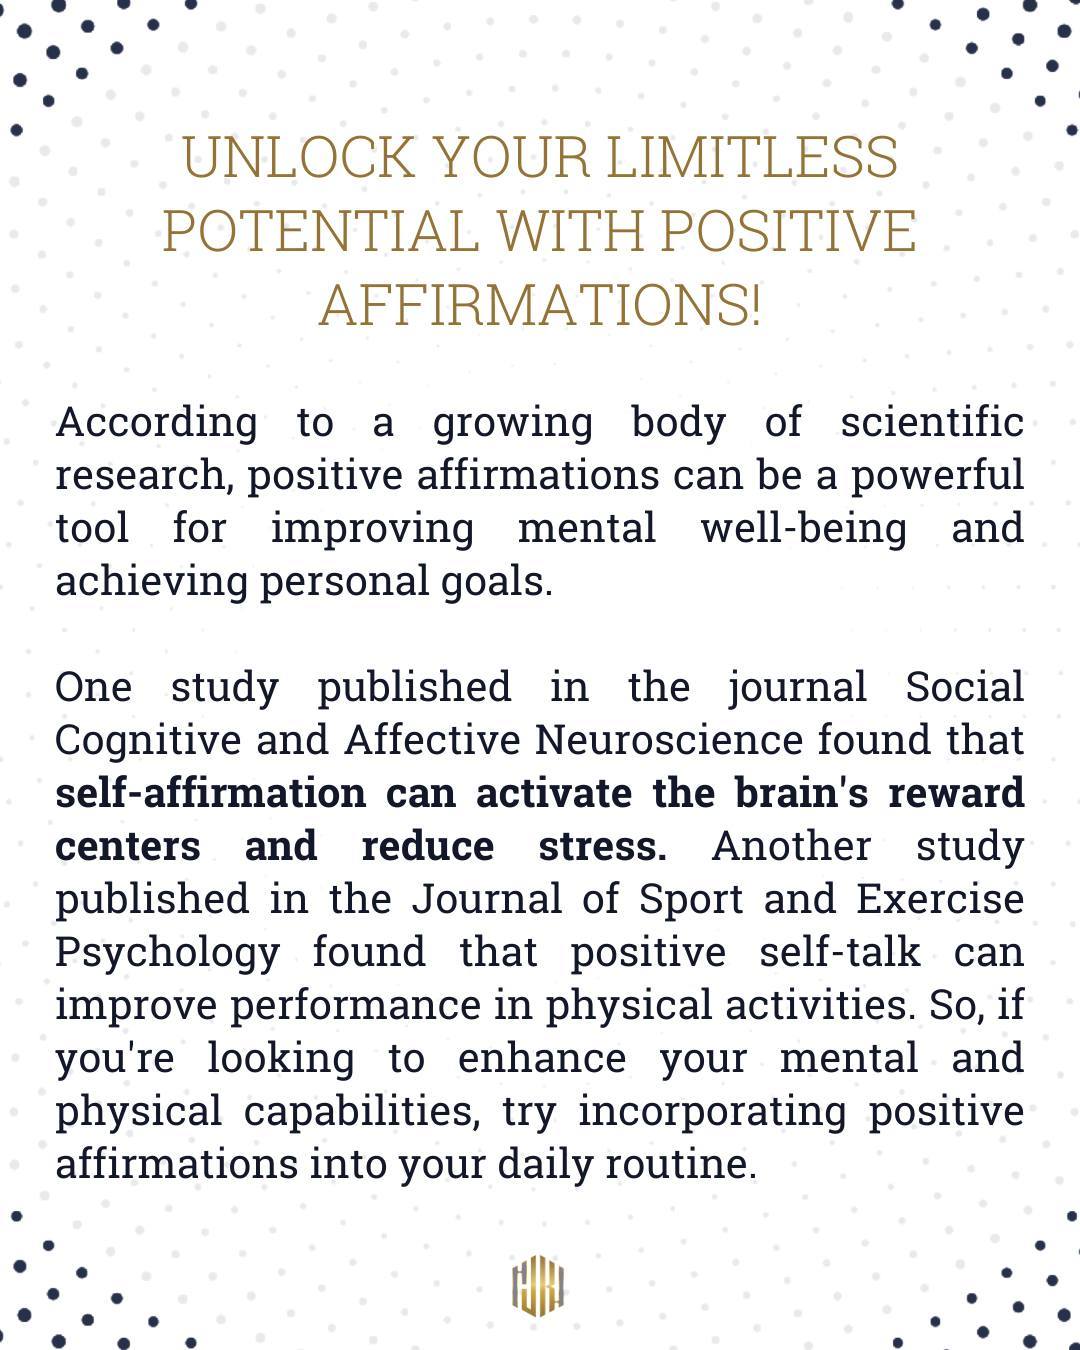 UNLOCK YOUR LIMITLESS
POTENTIAL WITH POSITIVE
AFFIRMATIONS!
According to a growing body of scientific
research, positive affirmations can be a powerful
tool for improving mental well-being and
achieving personal goals.
One study published in the journal Social
Cognitive and Affective Neuroscience found that
self-affirmation can activate the brain's reward
centers and reduce stress. Another study
published in the Journal of Sport and Exercise
Psychology found that positive self-talk can
improve performance in physical activities. So, if
you're looking to enhance your mental and
physical capabilities, try incorporating positive
affirmations into your daily routine.